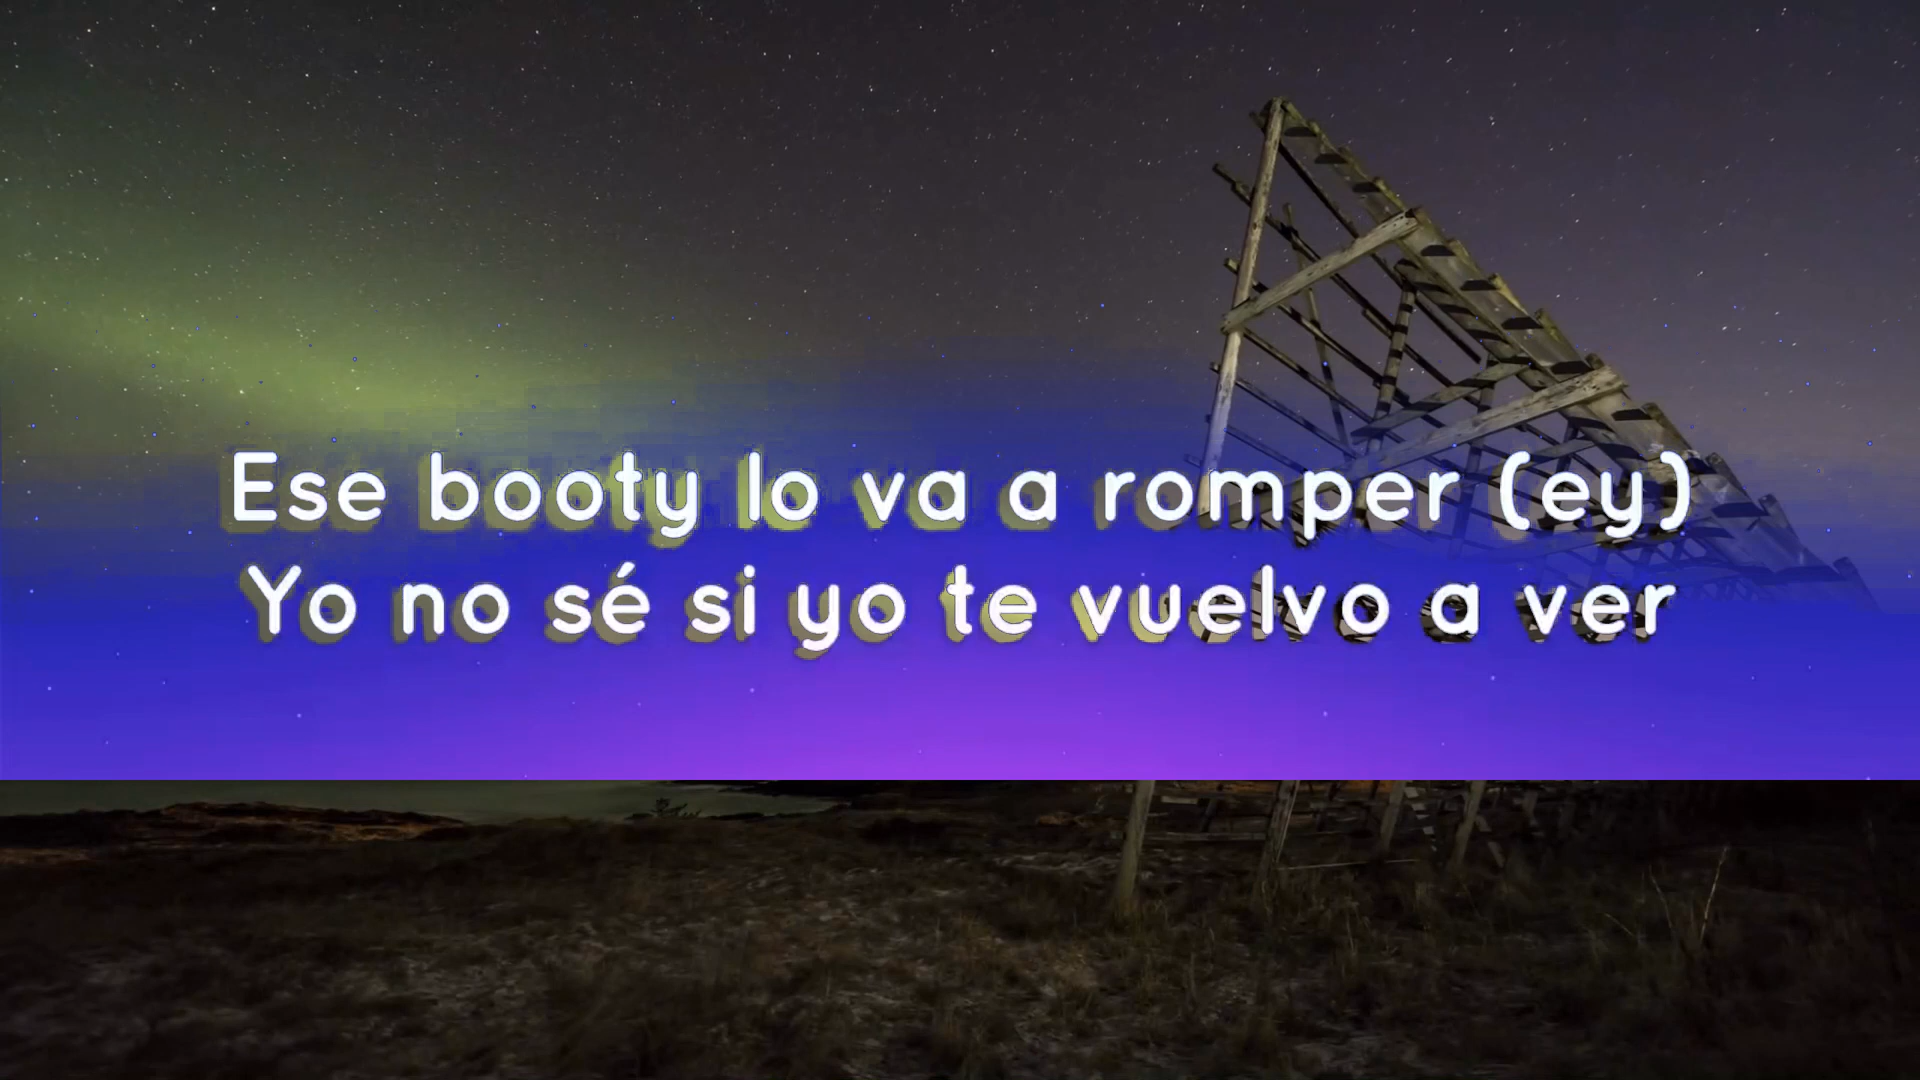 Ese booty lo va a romper (ey)
Yo no sé si yo te vuelvo a ver